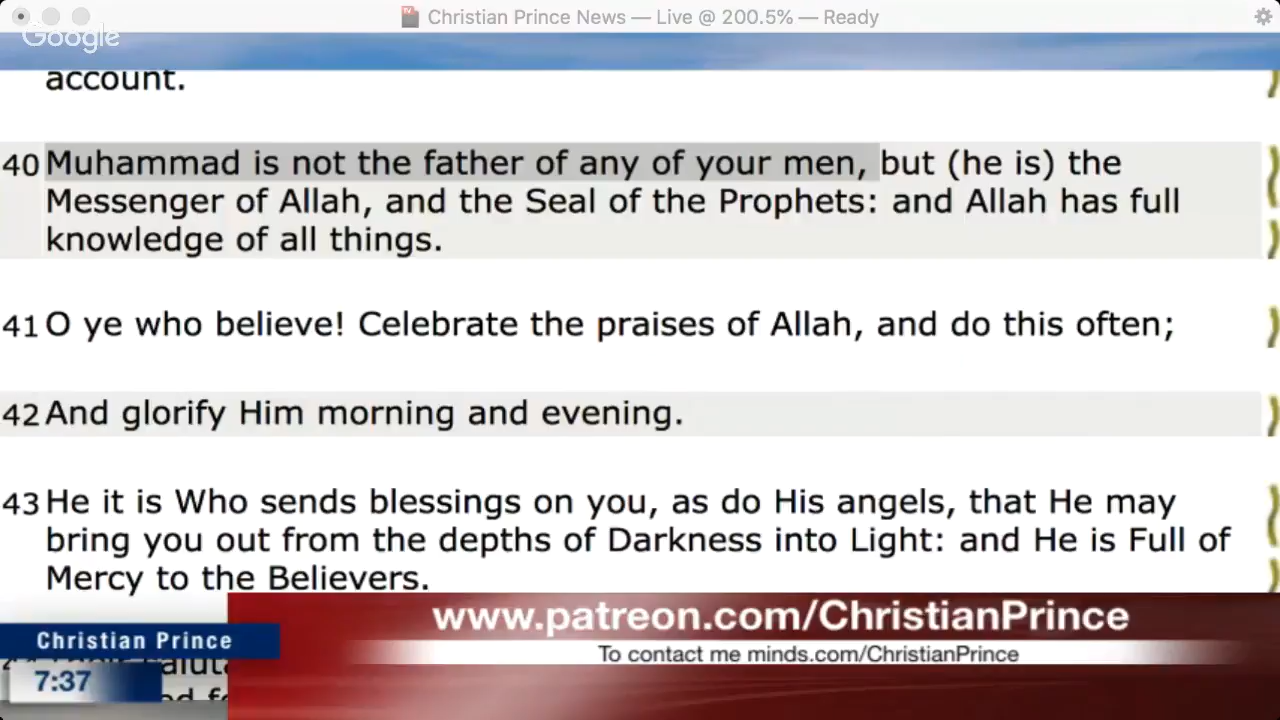 Christian Prince News — Live @ 200.5% — Ready
Google
account.
40 Muhammad is not the father of any of your men, but (he is) the
Messenger of Allah, and the Seal of the Prophets: and Allah has full
knowledge of all things.
41 O ye who believe! Celebrate the praises of Allah, and do this often;
42 And glorify Him morning and evening.
43 He it is Who sends blessings on you, as do His angels, that He may
bring you out from the depths of Darkness into Light: and He is Full of
Mercy to the Believers.
www.patreon.com/ChristianPrince
Christian Prince
To contact me minds.com/ChristianPrince
7:37